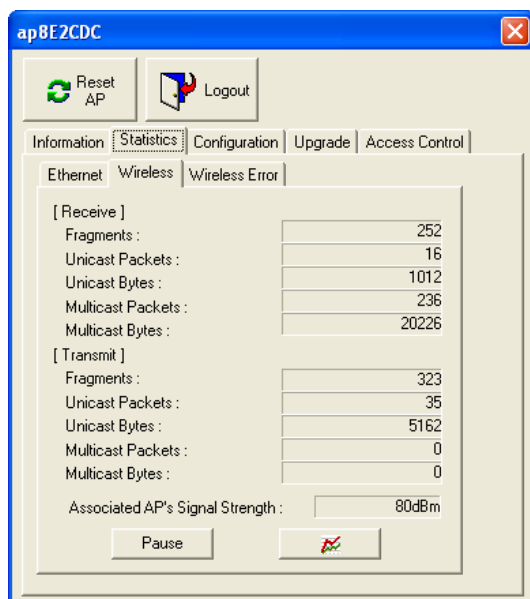 ap8E2CDC
Reset AP
Logout
Information Statistics Configuration Upgrade Access Control
Ethernet Wireless Wireless Error
[ Receive ]
Fragments : 252
Unicast Packets : 16
Unicast Bytes : 1012
Multicast Packets : 236
Multicast Bytes : 20226
[ Transmit ]
Fragments : 323
Unicast Packets : 35
Unicast Bytes : 5162
Multicast Packets : 0
Multicast Bytes : 0
Associated AP's Signal Strength : 80dBm
Pause